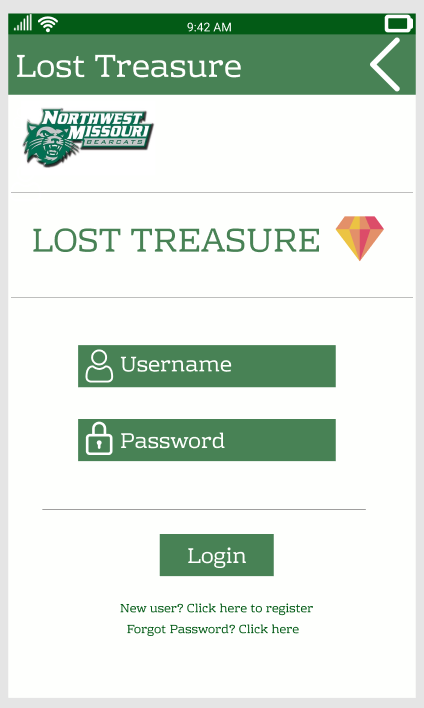 9:42 AM
Lost Treasure
NORTHWEST
MISSOURI
BEARCATS
LOST TREASURE
Username
Password
Login
New user? Click here to register
Forgot Password? Click here